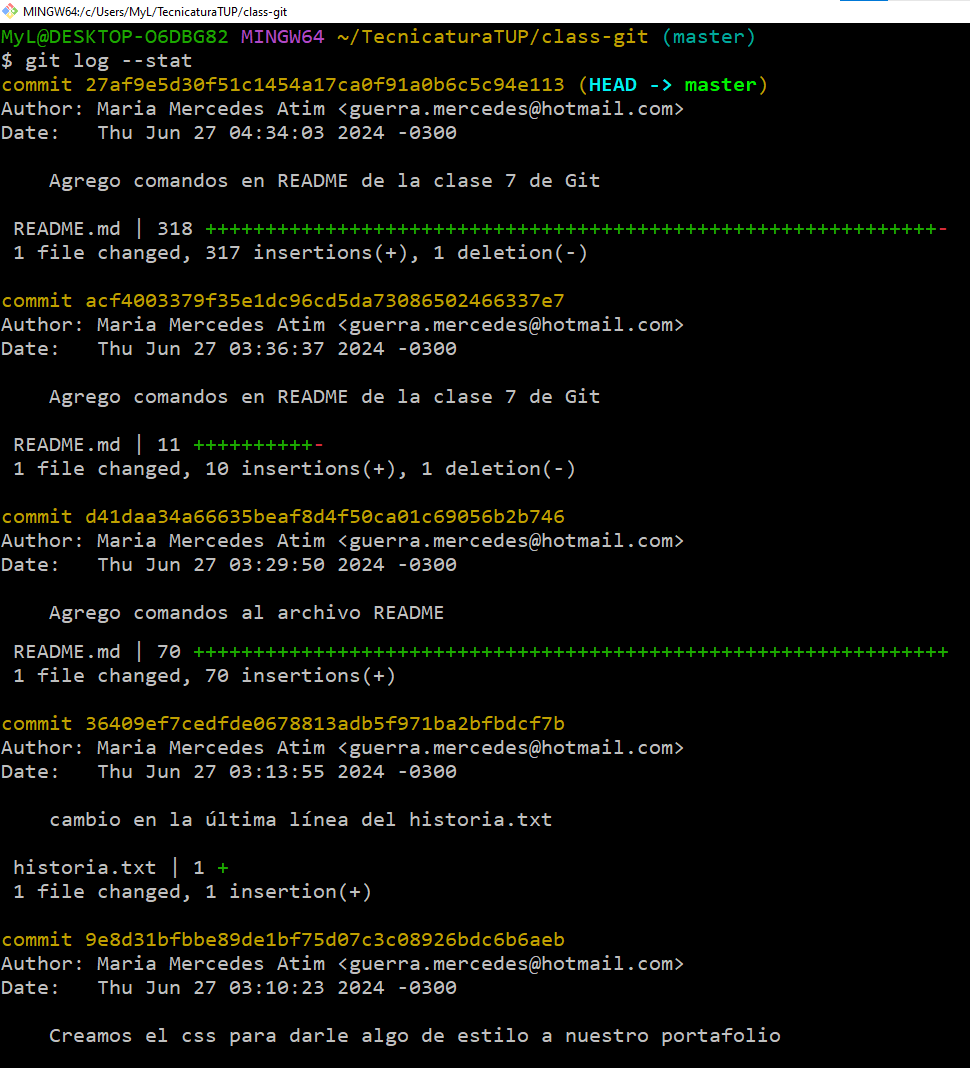 MINGW64:/c/Users/MyL/TecnicaturaTUP/class-git
MyL@DESKTOP-O6DBG82 MINGW64 ~/TecnicaturaTUP/class-git (master)
$ git log --stat
commit 27af9e5d30f51c1454a17ca0f91a0b6c5c94e113 (HEAD -> master)
Author: Maria Mercedes Atim <guerra.mercedes@hotmail.com>
Date:   Thu Jun 27 04:34:03 2024 -0300
Agrego comandos en README de la clase 7 de Git
README.md | 318 +++++++++++++++++++++++++++++++++++++++++++++++++++++++++++++-
1 file changed, 317 insertions(+), 1 deletion(-)
commit acf4003379f35e1dc96cd5da73086502466337e7
Author: Maria Mercedes Atim <guerra.mercedes@hotmail.com>
Date:   Thu Jun 27 03:36:37 2024 -0300
Agrego comandos en README de la clase 7 de Git
README.md | 11 ++++++++++-
1 file changed, 10 insertions(+), 1 deletion(-)
commit d41daa34a66635beaf8d4f50ca01c69056b2b746
Author: Maria Mercedes Atim <guerra.mercedes@hotmail.com>
Date:   Thu Jun 27 03:29:50 2024 -0300
Agrego comandos al archivo README
README.md | 70 +++++++++++++++++++++++++++++++++++++++++++++++++++++++++++++++
1 file changed, 70 insertions(+)
commit 36409ef7cedfde0678813adb5f971ba2bfbdcf7b
Author: Maria Mercedes Atim <guerra.mercedes@hotmail.com>
Date:   Thu Jun 27 03:13:55 2024 -0300
cambio en la última línea del historia.txt
historia.txt | 1 +
1 file changed, 1 insertion(+)
commit 9e8d31bfbbe89de1bf75d07c3c08926bdc6b6aeb
Author: Maria Mercedes Atim <guerra.mercedes@hotmail.com>
Date:   Thu Jun 27 03:10:23 2024 -0300
Creamos el css para darle algo de estilo a nuestro portafolio